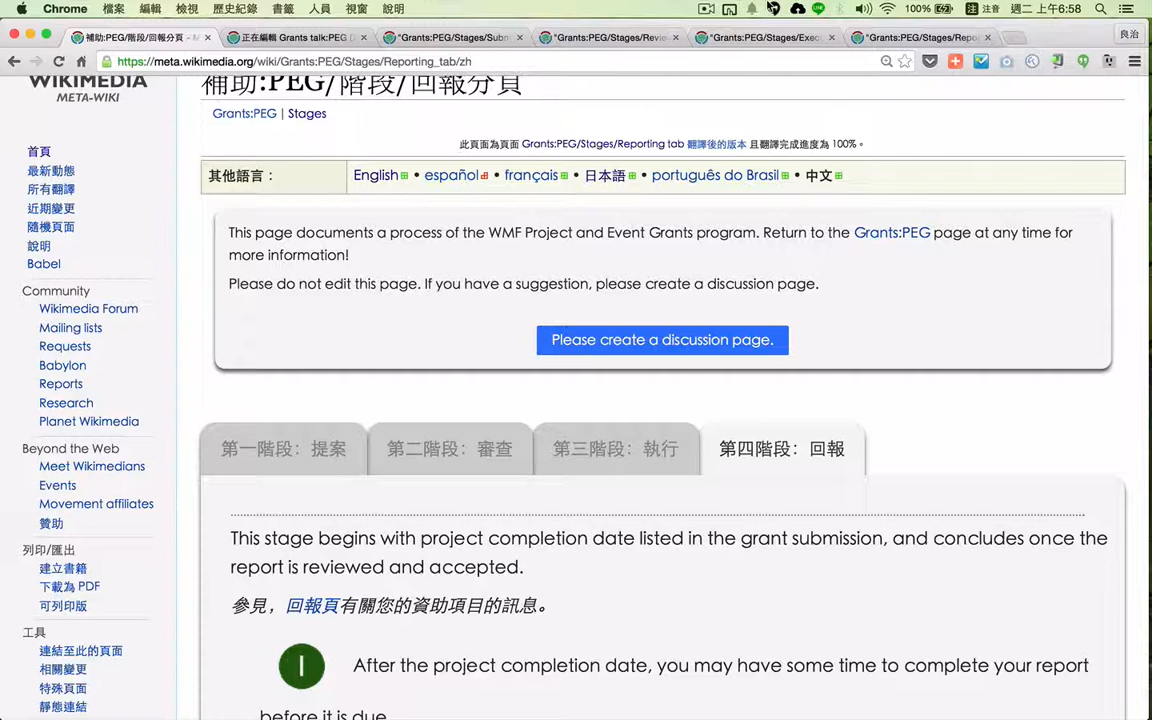 Chrome 檔案 編輯 檢視 歷史紀錄 書籤 人員 視窗 說明 100% 注音 週二 上午6:58
補助:PEG/階段/回報分頁 - 正在編輯 Grants talk:PEG "Grants:PEG/Stages/Subm "Grants:PEG/Stages/Revie "Grants:PEG/Stages/Exec "Grants:PEG/Stages/Repo 良治
https://meta.wikimedia.org/wiki/Grants:PEG/Stages/Reporting_tab/zh
WIKIMEDIA
META-WIKI
首頁
最新動態
所有翻譯
近期變更
隨機頁面
說明
Babel
Community
Wikimedia Forum
Mailing lists
Requests
Babylon
Reports
Research
Planet Wikimedia
Beyond the Web
Meet Wikimedians
Events
Movement affiliates
贊助
列印/匯出
建立書籍
下載為 PDF
可列印版
工具
連結至此的頁面
相關變更
特殊頁面
靜態連結
補助:PEG/階段/回報分頁
Grants:PEG | Stages
此頁面為頁面 Grants:PEG/Stages/Reporting tab 翻譯後的版本 且翻譯完成進度為 100%。
其他語言： English • español • français • 日本語 • português do Brasil • 中文
This page documents a process of the WMF Project and Event Grants program. Return to the Grants:PEG page at any time for
more information!
Please do not edit this page. If you have a suggestion, please create a discussion page.
Please create a discussion page.
第一階段：提案 第二階段：審查 第三階段：執行 第四階段：回報
This stage begins with project completion date listed in the grant submission, and concludes once the
report is reviewed and accepted.
參見，回報頁有關您的資助項目的訊息。
1 After the project completion date, you may have some time to complete your report
before it is due